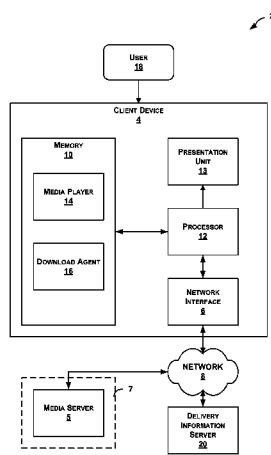 2
USER
18
CLIENT DEVICE
4
MEMORY
10
MEDIA PLAYER
14
DOWNLOAD AGENT
16
PRESENTATION
UNIT
13
PROCESSOR
12
NETWORK
INTERFACE
6
NETWORK
8
7
MEDIA SERVER
5
DELIVERY
INFORMATION
SERVER
20